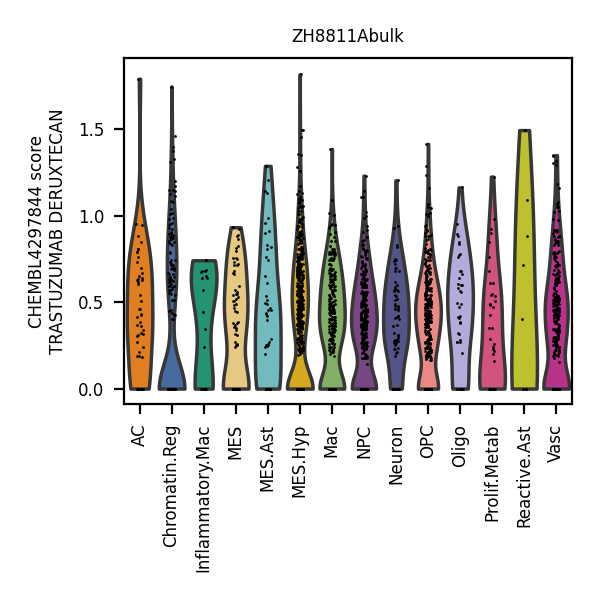 ZH8811Abulk
CHEMBL4297844 score
TRASTUZUMAB DERUXTECAN
1.5
1.0
0.5
0.0
AC
Chromatin.Reg
Inflammatory.Mac
MES
MES.Ast
MES.Hyp
Mac
NPC
Neuron
OPC
Oligo
Prolif.Metab
Reactive.Ast
Vasc